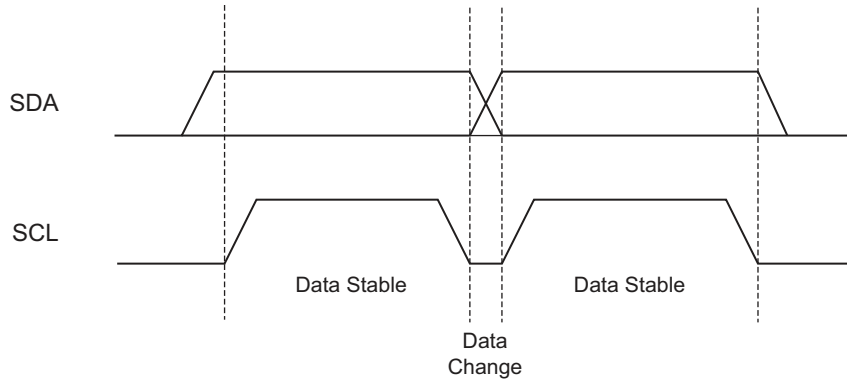 SDA
SCL
Data Stable
Data Stable
Data
Change